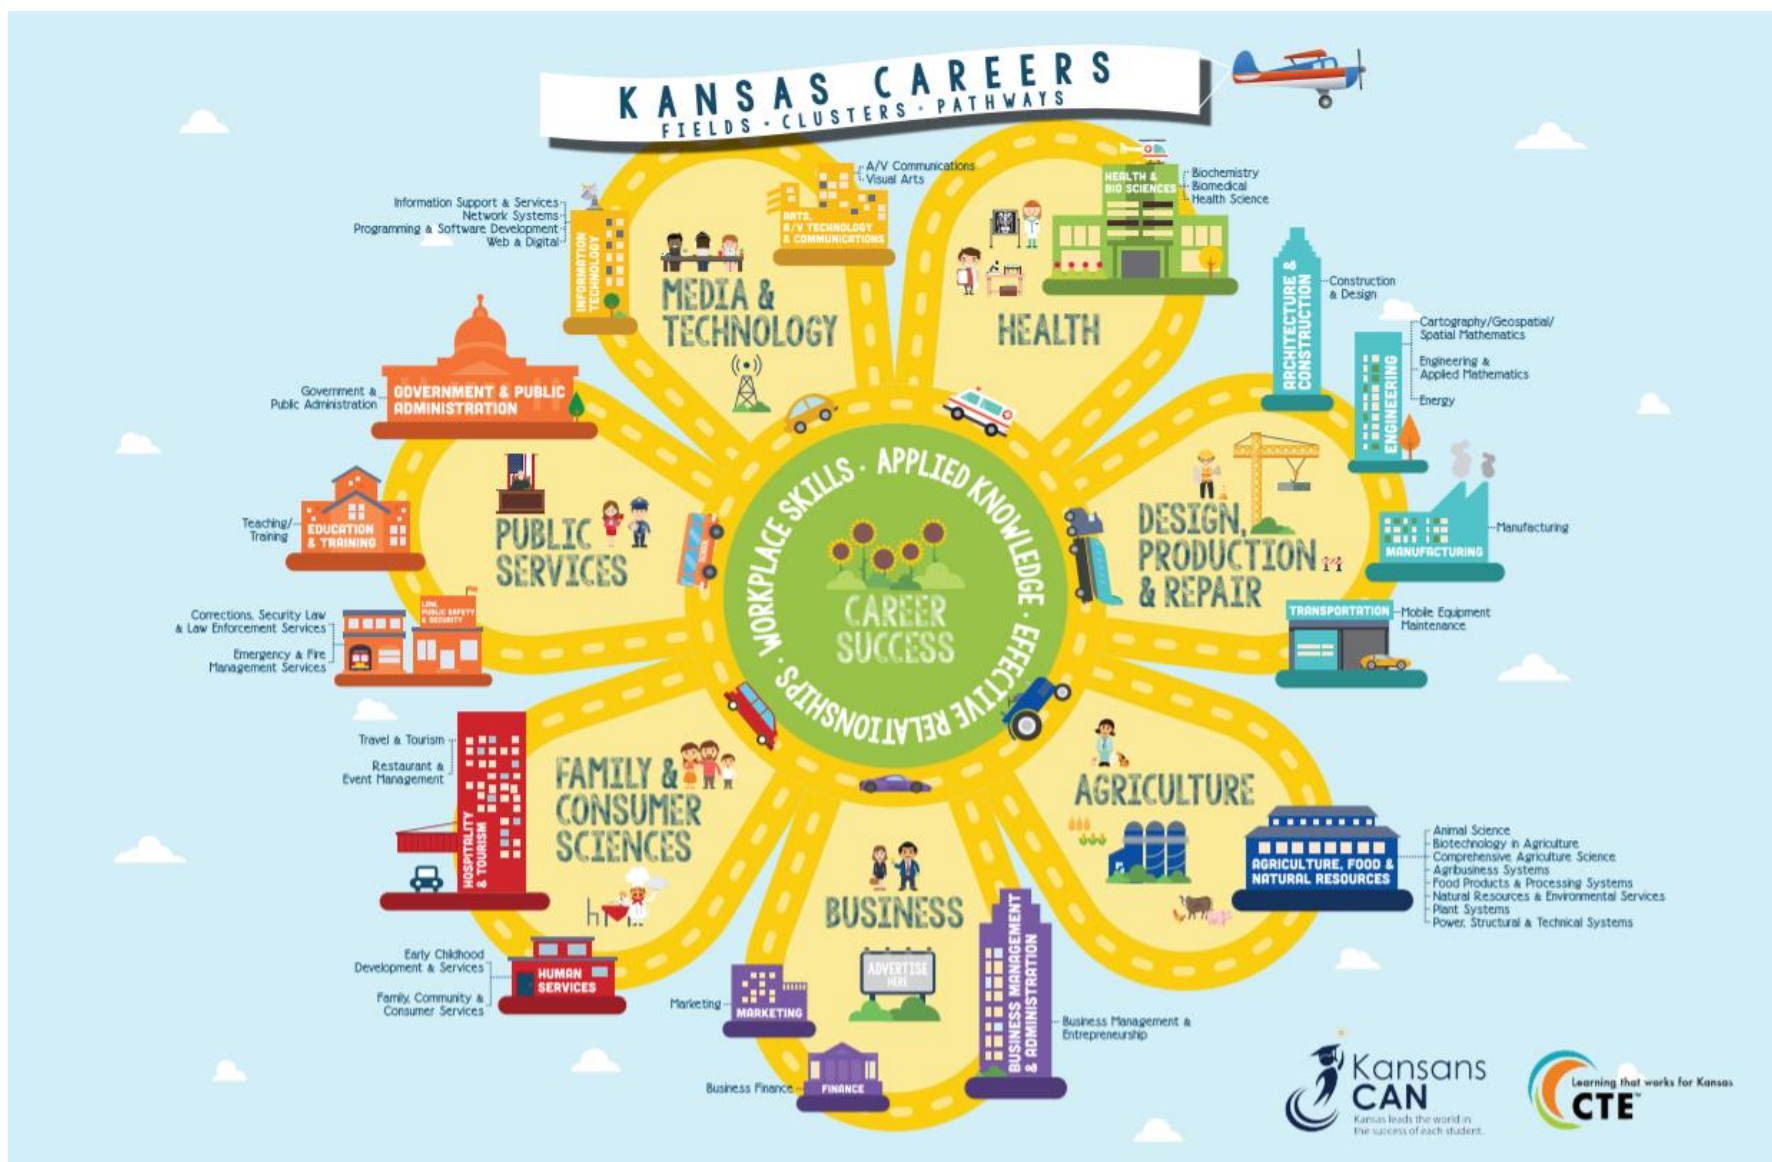 KANSAS CAREERS
FIELDS · CLUSTERS · PATHWAYS
A/V Communications
Visual Arts
ARTS,
A/V TECHNOLOGY
& COMMUNICATIONS
Information Support & Services
Network Systems
Programming & Software Development
Web & Digital
INFORMATION
TECHNOLOGY
MEDIA &
TECHNOLOGY
HEALTH &
BIO SCIENCES
Biochemistry
Biomedical
Health Science
HEALTH
ARCHITECTURE &
CONSTRUCTION
Construction
& Design
ENGINEERING
Cartography/Geospatial/
Spatial Mathematics
Engineering &
Applied Mathematics
Energy
DESIGN,
PRODUCTION
& REPAIR
MANUFACTURING
Manufacturing
TRANSPORTATION
Mobile Equipment
Maintenance
Government &
Public Administration
GOVERNMENT & PUBLIC
ADMINISTRATION
Teaching/
Training
EDUCATION
& TRAINING
PUBLIC
SERVICES
Corrections, Security Law
& Law Enforcement Services
Emergency & Fire
Management Services
LAW,
PUBLIC SAFETY
& SECURITY
WORKPLACE SKILLS · APPLIED KNOWLEDGE · EFFECTIVE RELATIONSHIPS ·
CAREER
SUCCESS
Travel & Tourism
Restaurant &
Event Management
HOSPITALITY
& TOURISM
FAMILY &
CONSUMER
SCIENCES
Early Childhood
Development & Services
Family, Community &
Consumer Services
HUMAN
SERVICES
BUSINESS
ADVERTISE
HERE
Marketing
MARKETING
Business Finance
FINANCE
BUSINESS MANAGEMENT
& ADMINISTRATION
Business Management &
Entrepreneurship
AGRICULTURE
AGRICULTURE, FOOD &
NATURAL RESOURCES
Animal Science
Biotechnology in Agriculture
Comprehensive Agriculture Science
Agribusiness Systems
Food Products & Processing Systems
Natural Resources & Environmental Services
Plant Systems
Power, Structural & Technical Systems
Kansans
CAN
Kansas leads the world in
the success of each student.
Learning that works for Kansas
CTE™